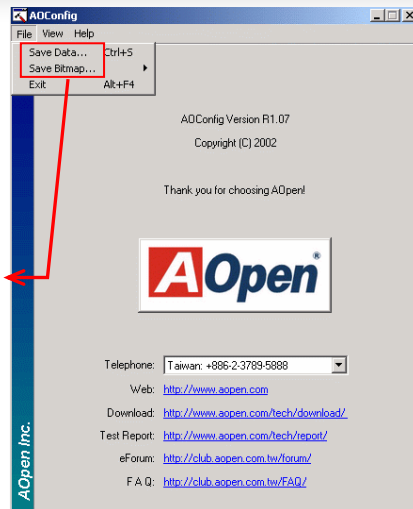 AOConfig
File View Help
Save Data... Ctrl+S
Save Bitmap...
Exit Alt+F4
AOConfig Version R1.07
Copyright (C) 2002
Thank you for choosing AOpen!
AOpen®
Telephone: Taiwan: +886-2-3789-5888
Web: http://www.aopen.com
Download: http://www.aopen.com/tech/download/
Test Report: http://www.aopen.com/tech/report/
eForum: http://club.aopen.com.tw/forum/
F A Q: http://club.aopen.com.tw/FAQ/
AOpen Inc.